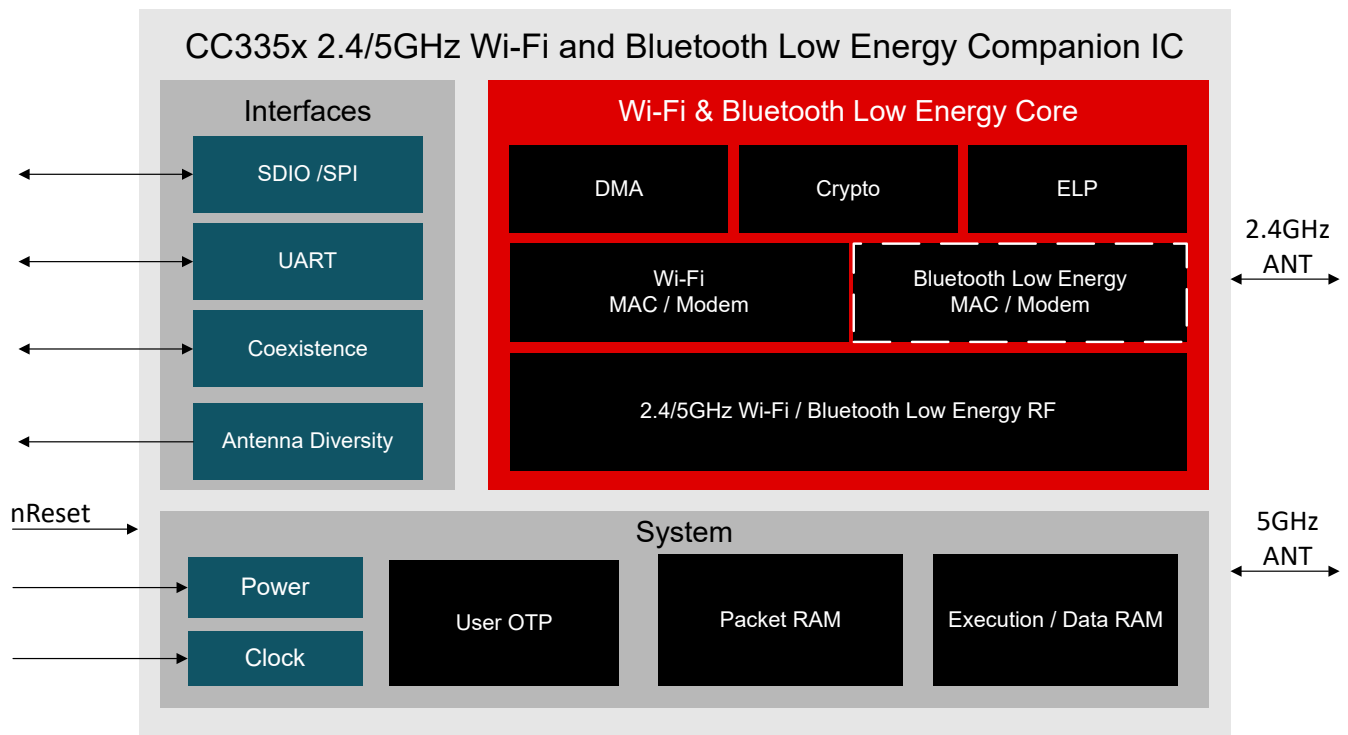 CC335x 2.4/5GHz Wi-Fi and Bluetooth Low Energy Companion IC
Interfaces
SDIO /SPI
UART
Coexistence
Antenna Diversity
Wi-Fi & Bluetooth Low Energy Core
DMA
Crypto
ELP
Wi-Fi
MAC / Modem
Bluetooth Low Energy
MAC / Modem
2.4/5GHz Wi-Fi / Bluetooth Low Energy RF
2.4GHz
ANT
nReset
System
Power
Clock
User OTP
Packet RAM
Execution / Data RAM
5GHz
ANT